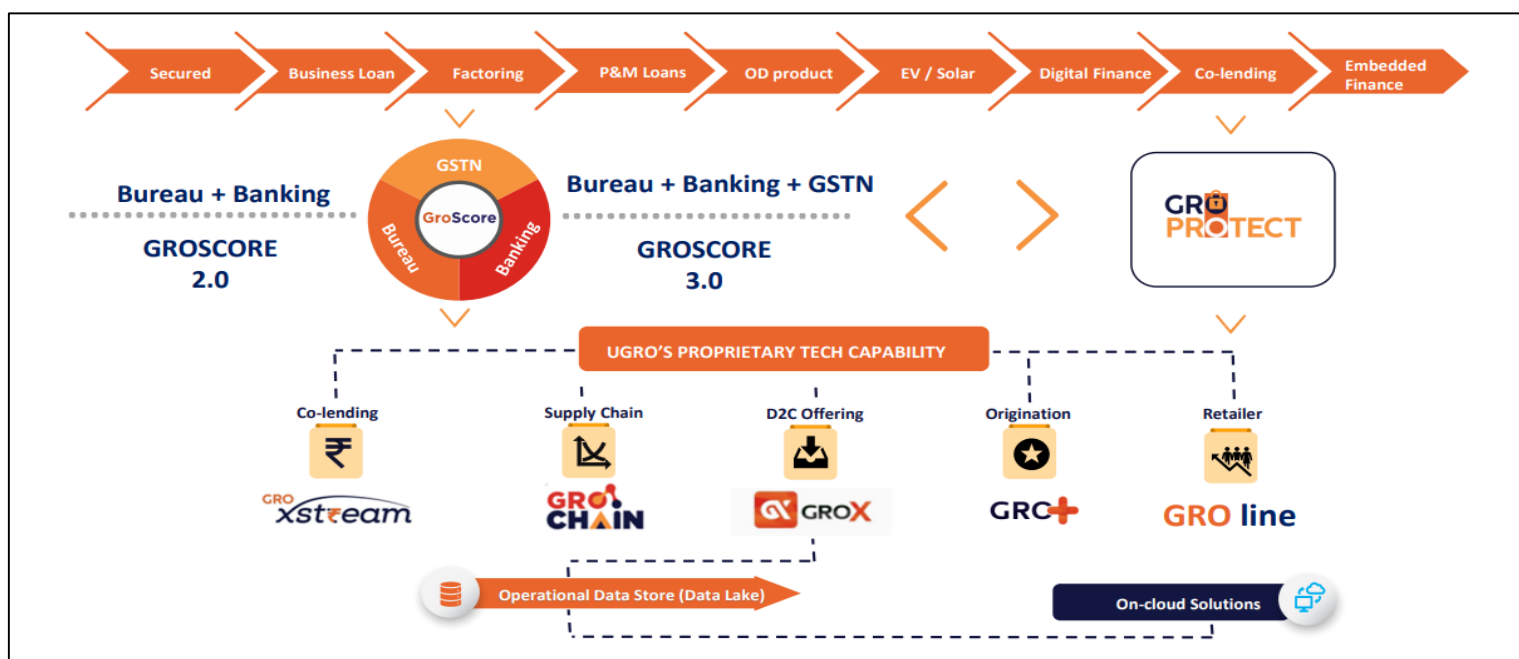 Secured
Business Loan
Factoring
P&M Loans
OD product
EV / Solar
Digital Finance
Co-lending
Embedded
Finance
Bureau + Banking
GROSCORE
2.0
GSTN
GroScore
Bureau
Banking
Bureau + Banking + GSTN
GROSCORE
3.0
GRO
PROTECT
UGRO'S PROPRIETARY TECH CAPABILITY
Co-lending
Supply Chain
D2C Offering
Origination
Retailer
₹
GRO
xstream
GRO
CHAIN
GX GROX
GRO+
GRO line
Operational Data Store (Data Lake)
On-cloud Solutions